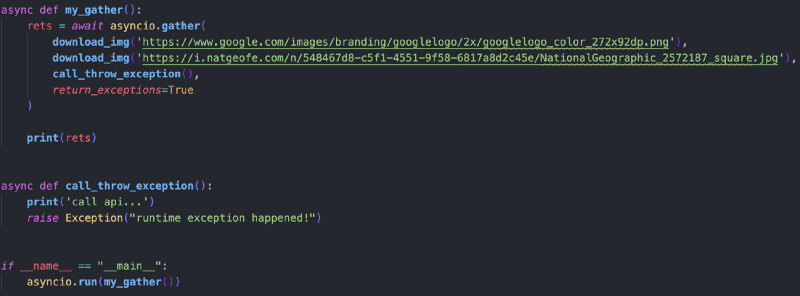 async def my_gather():
    rets = await asyncio.gather(
        download_img('https://www.google.com/images/branding/googlelogo/2x/googlelogo_color_272x92dp.png'),
        download_img('https://i.natgeofe.com/n/548467d8-c5f1-4551-9f58-6817a8d2c45e/NationalGeographic_2572187_square.jpg'),
        call_throw_exception(),
        return_exceptions=True
    )
    print(rets)
async def call_throw_exception():
    print('call api...')
    raise Exception("runtime exception happened!")
if __name__ == "__main__":
    asyncio.run(my_gather())